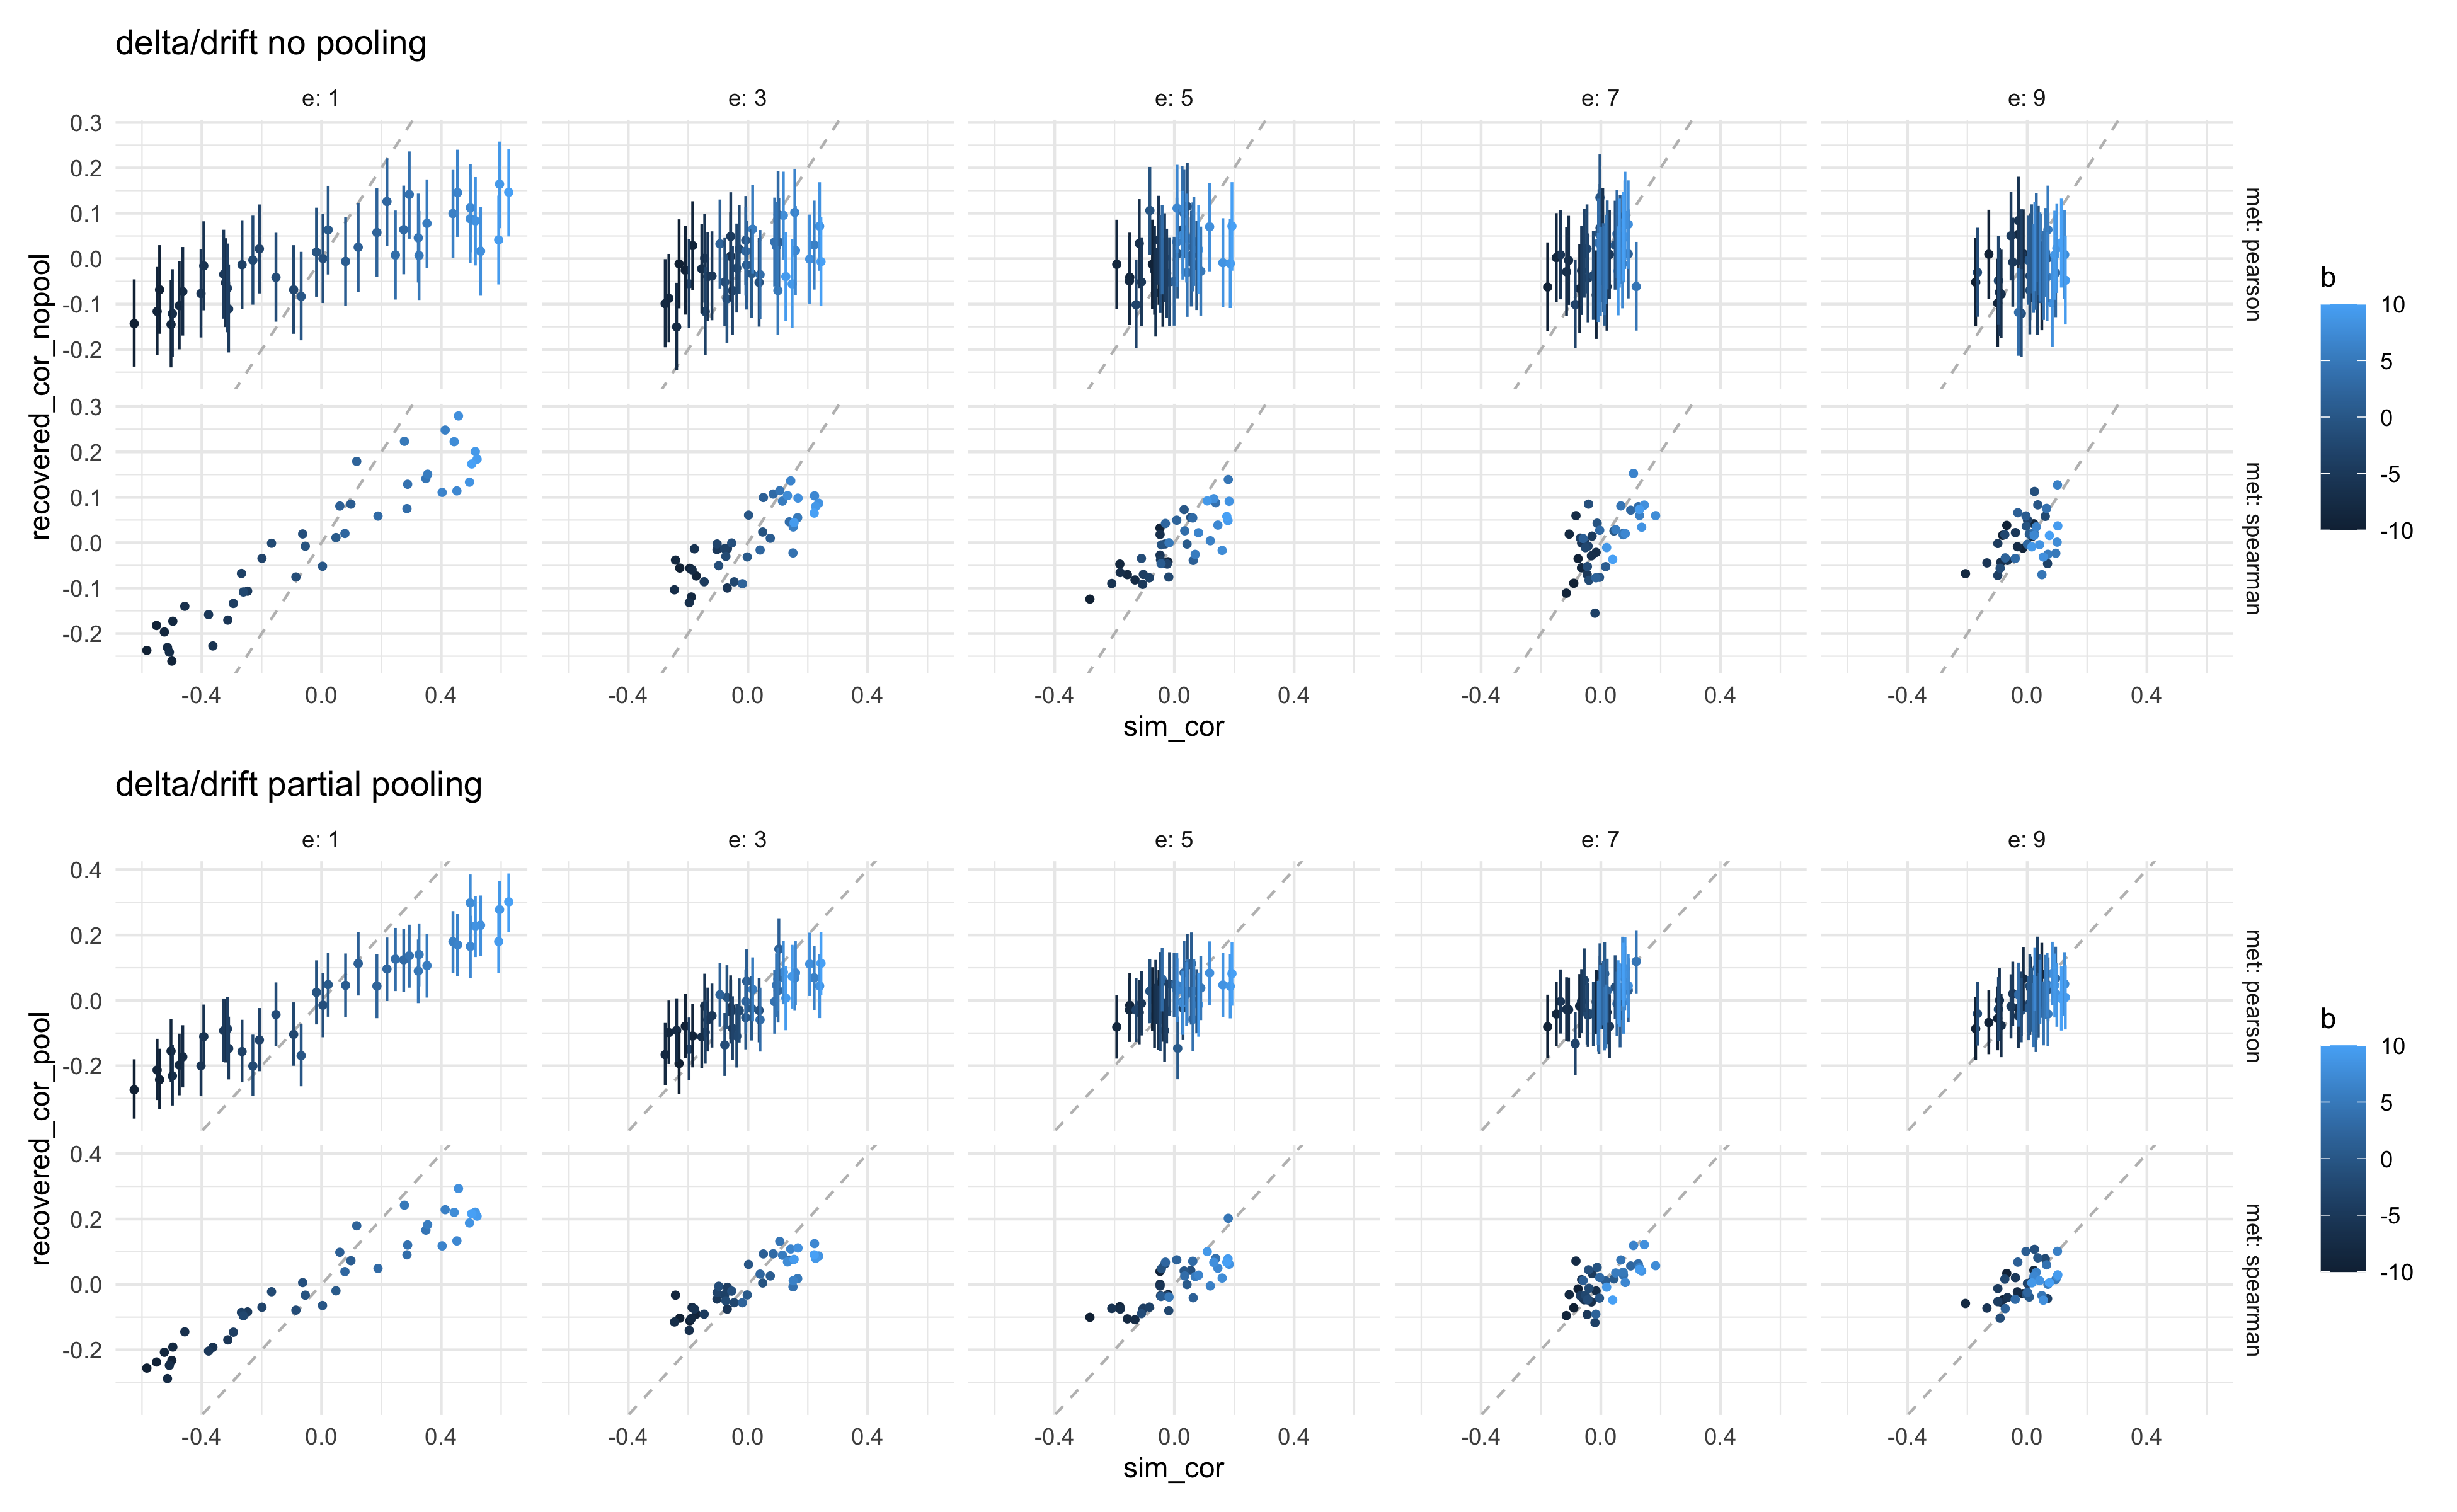 delta/drift no pooling
e: 1 e: 3 e: 5 e: 7 e: 9
recovered_cor_nopool
0.3
0.2
0.1
0.0
-0.1
-0.2
met: pearson
0.3
0.2
0.1
0.0
-0.1
-0.2
met: spearman
-0.4 0.0 0.4 -0.4 0.0 0.4 -0.4 0.0 0.4 -0.4 0.0 0.4 -0.4 0.0 0.4
sim_cor
b
10
5
0
-5
-10
delta/drift partial pooling
e: 1 e: 3 e: 5 e: 7 e: 9
recovered_cor_pool
0.4
0.2
0.0
-0.2
met: pearson
0.4
0.2
0.0
-0.2
met: spearman
-0.4 0.0 0.4 -0.4 0.0 0.4 -0.4 0.0 0.4 -0.4 0.0 0.4 -0.4 0.0 0.4
sim_cor
b
10
5
0
-5
-10